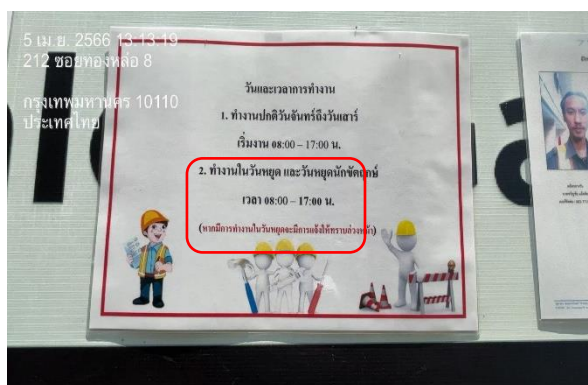 5 เม.ย. 2566 13:13:19
212 ซอยทองหล่อ 8
กรุงเทพมหานคร 10110
ประเทศไทย
วันและเวลาการทำงาน
1. ทำงานปกติวันจันทร์ถึงวันเสาร์
เริ่มงาน 08:00 – 17:00 น.
2. ทำงานในวันหยุด และวันหยุดนักขัตฤกษ์
เวลา 08:00 – 17:00 น.
(หากมีการทำงานในวันหยุดจะมีการแจ้งให้ทราบล่วงหน้า)